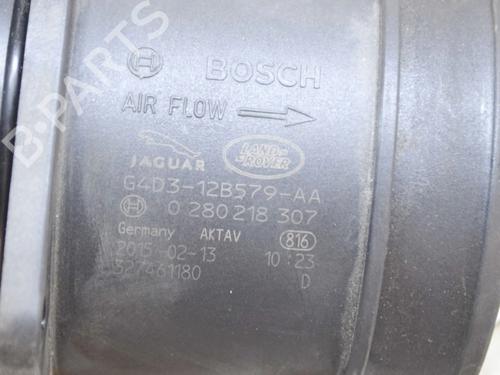 B-PARTS
BOSCH
AIR FLOW
JAGUAR
LAND-
ROVER
G4D3-12B579-AA
0 280 218 307
Germany AKTAV 816
2015-02-13 10:23
327461180 D